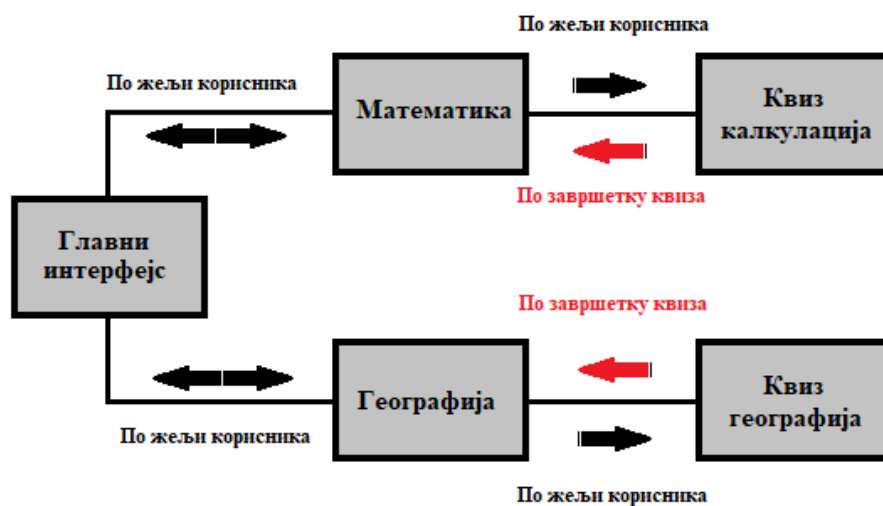 По жељи корисника
По жељи корисника
Математика
Квиз
калкулација
По завршетку квиза
Главни
интерфејс
По завршетку квиза
Географија
Квиз
географија
По жељи корисника
По жељи корисника